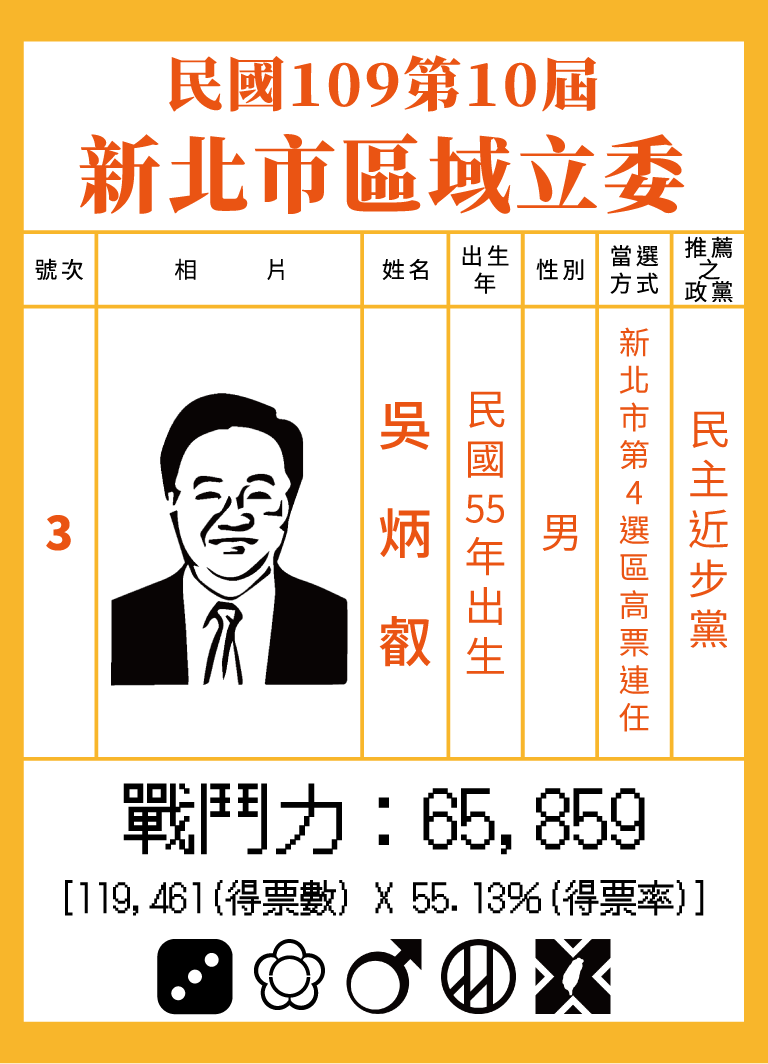 民國109第10屆
新北市區域立委
號次
相 片
姓名
出生
年
性別
當選
方式
推薦
之
政黨
3
吳炳叡
民國55年出生
男
新北市第4選區高票連任
民主近步黨
戰鬥力：65,859
[119,461(得票數) X 55.13%(得票率)]